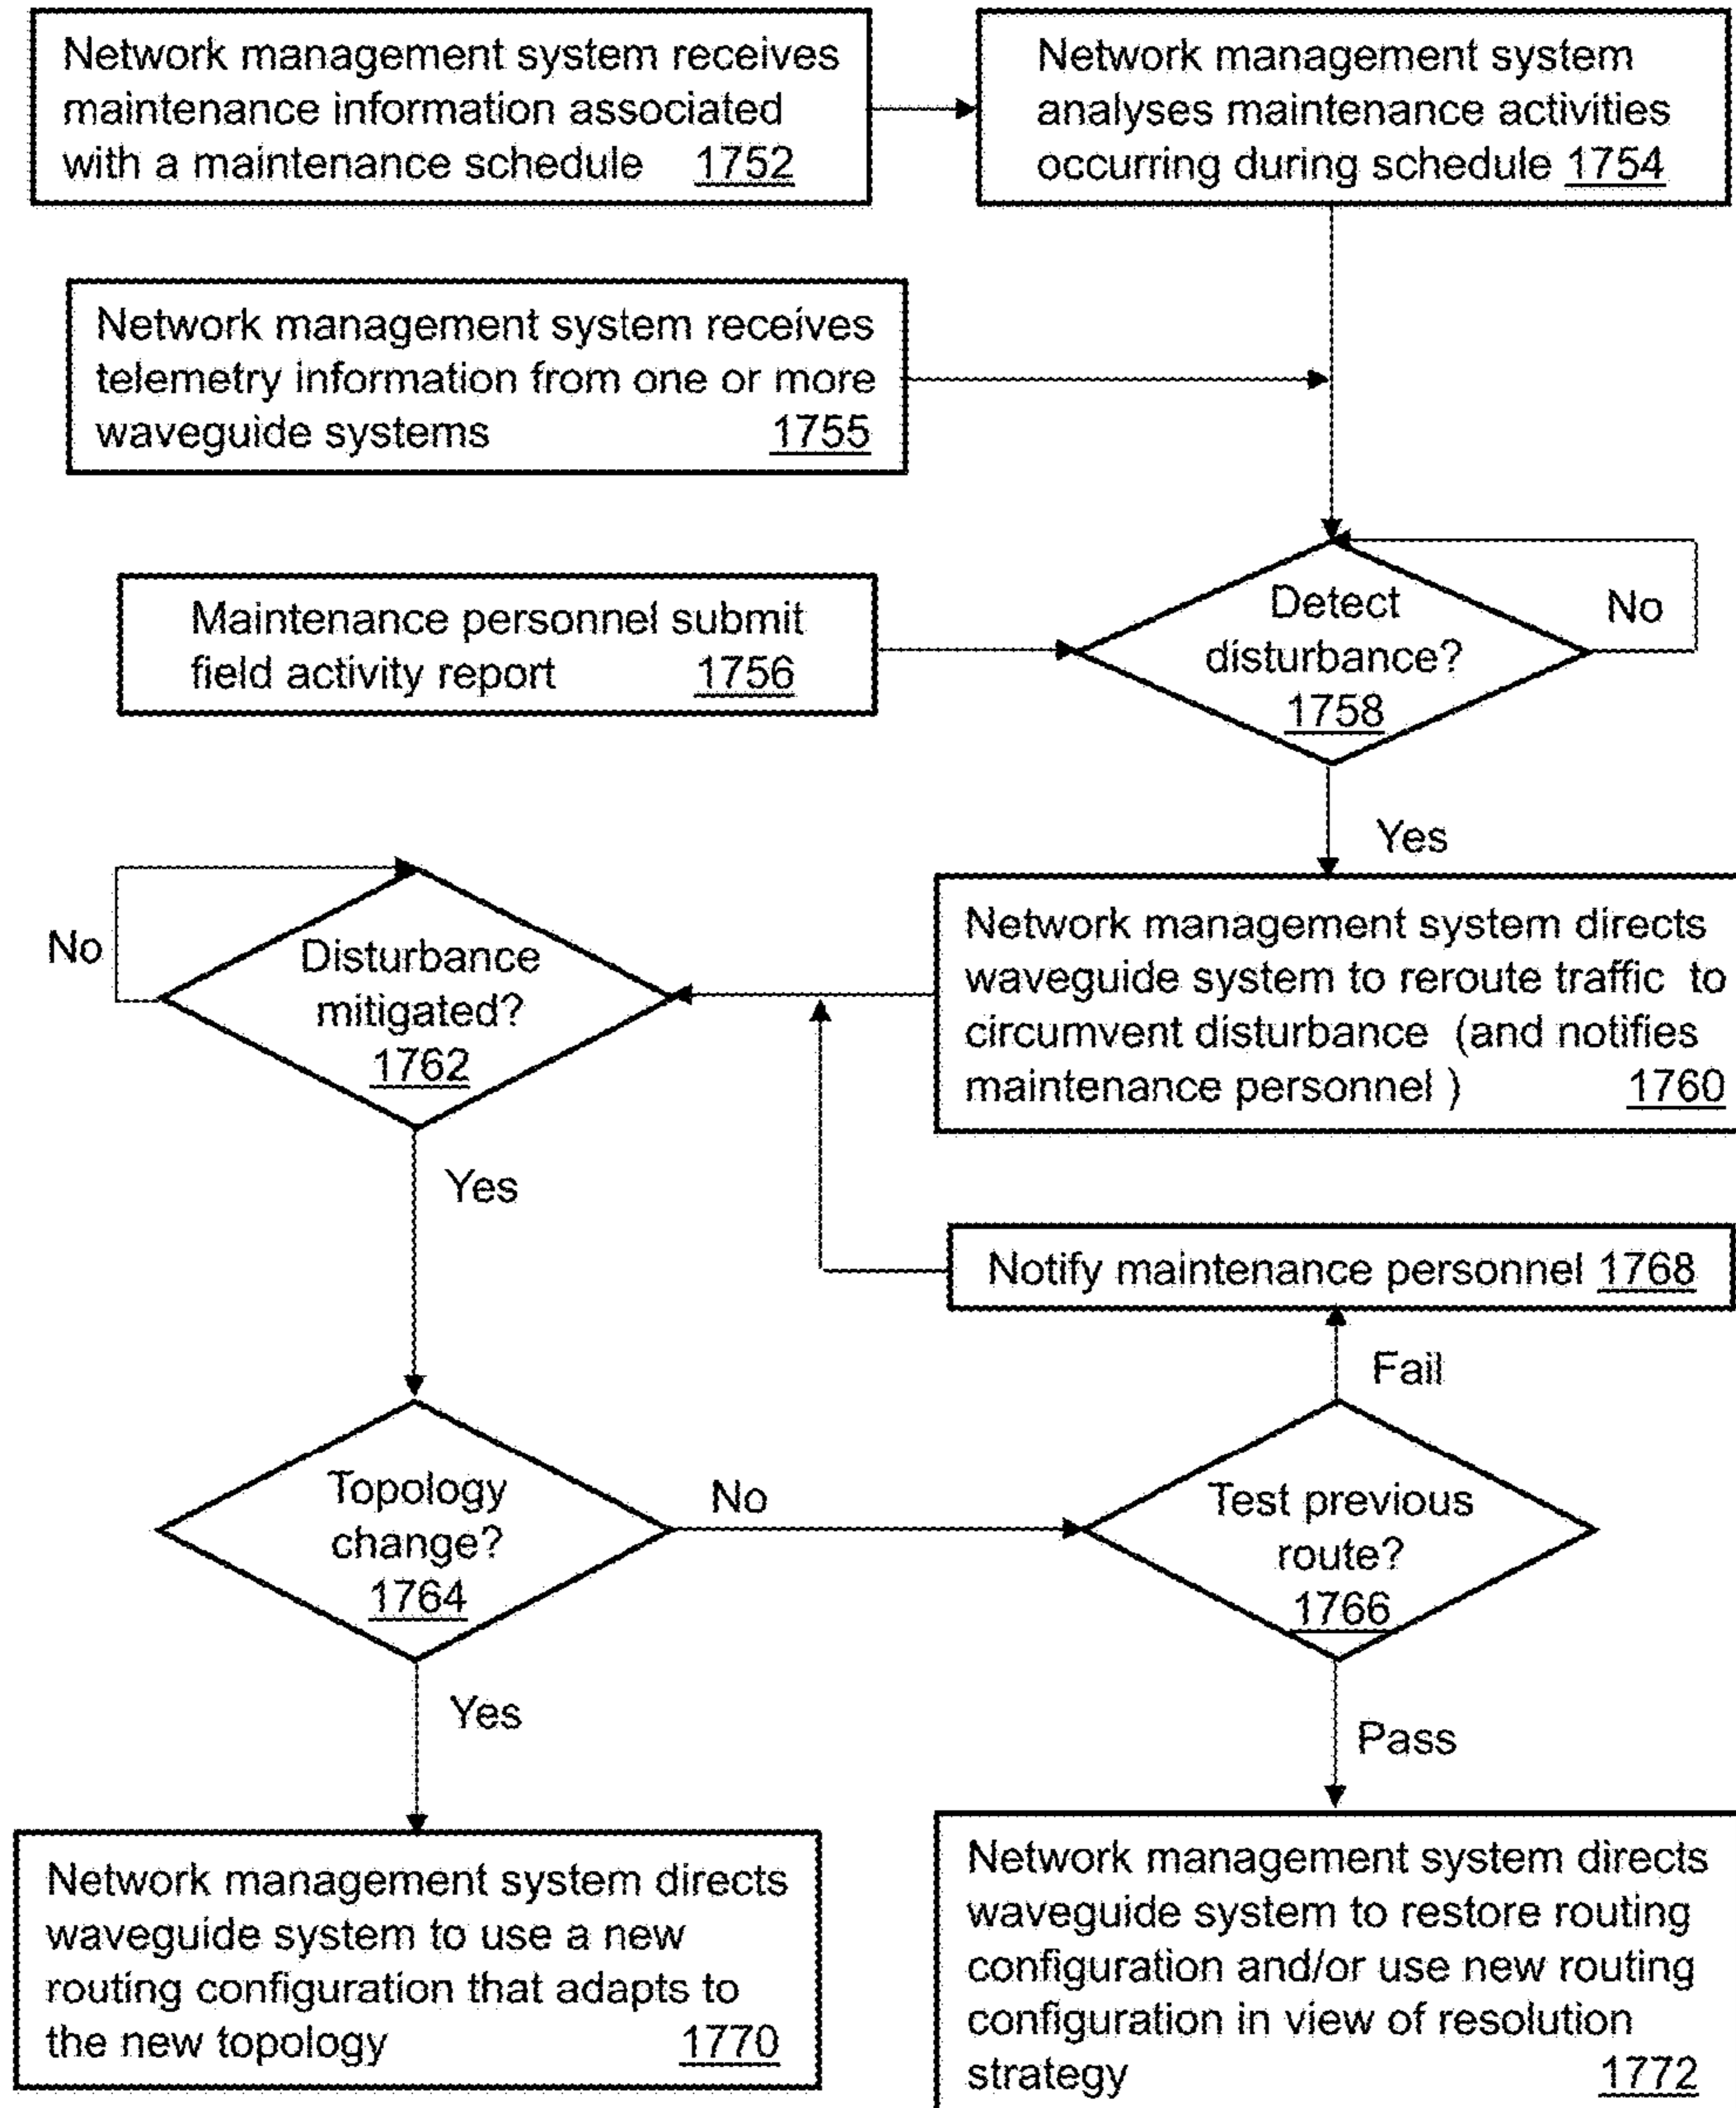 Network management system receives
maintenance information associated
with a maintenance schedule 1752
Network management system
analyses maintenance activities
occurring during schedule 1754
Network management system receives
telemetry information from one or more
waveguide systems 1755
Maintenance personnel submit
field activity report 1756
Detect
disturbance?
1758
No
Yes
Network management system directs
waveguide system to reroute traffic to
circumvent disturbance (and notifies
maintenance personnel ) 1760
No
Disturbance
mitigated?
1762
Yes
Notify maintenance personnel 1768
Fail
Topology
change?
1764
No
Test previous
route?
1766
Yes
Pass
Network management system directs
waveguide system to use a new
routing configuration that adapts to
the new topology 1770
Network management system directs
waveguide system to restore routing
configuration and/or use new routing
configuration in view of resolution
strategy 1772